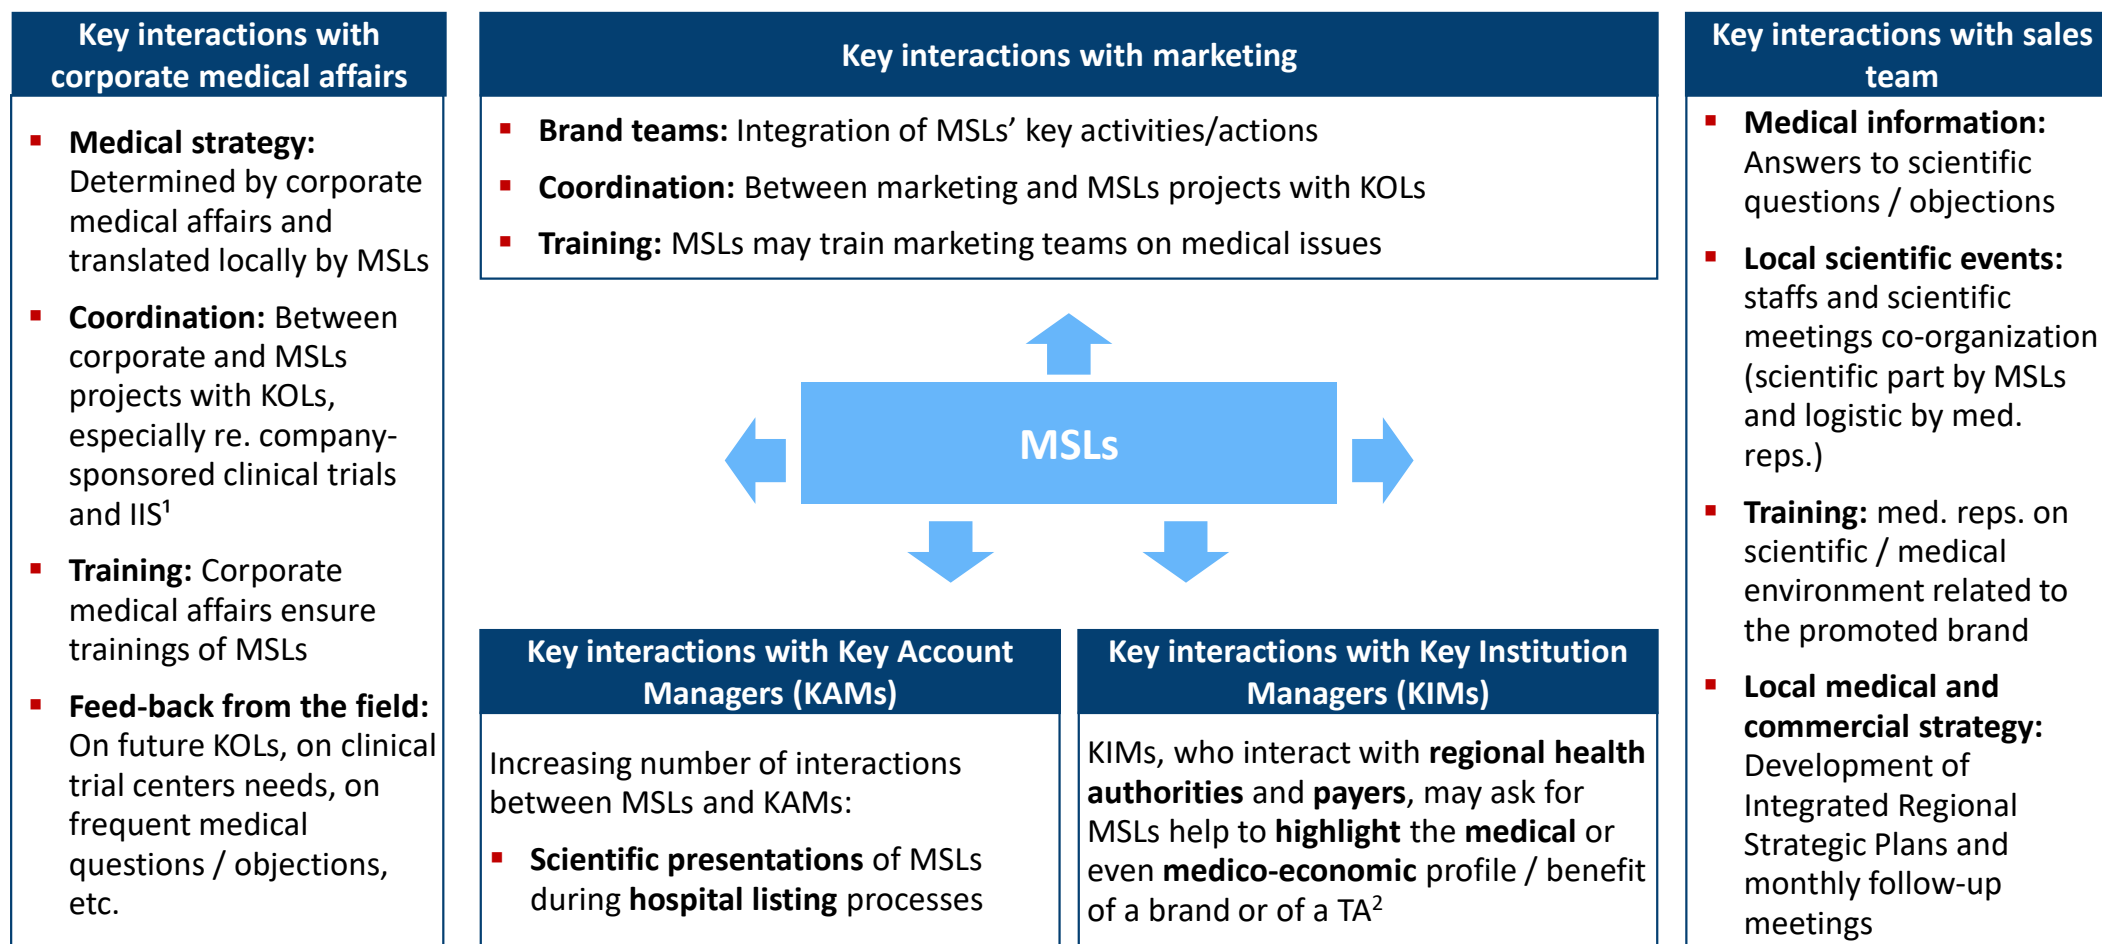 Key interactions with
corporate medical affairs
▪ Medical strategy:
Determined by corporate
medical affairs and
translated locally by MSLs
▪ Coordination: Between
corporate and MSLs
projects with KOLs,
especially re. company-
sponsored clinical trials
and IIS¹
▪ Training: Corporate
medical affairs ensure
trainings of MSLs
▪ Feed-back from the field:
On future KOLs, on clinical
trial centers needs, on
frequent medical
questions / objections,
etc.
Key interactions with marketing
▪ Brand teams: Integration of MSLs’ key activities/actions
▪ Coordination: Between marketing and MSLs projects with KOLs
▪ Training: MSLs may train marketing teams on medical issues
MSLs
Key interactions with Key Account
Managers (KAMs)
Increasing number of interactions
between MSLs and KAMs:
▪ Scientific presentations of MSLs
during hospital listing processes
Key interactions with Key Institution
Managers (KIMs)
KIMs, who interact with regional health
authorities and payers, may ask for
MSLs help to highlight the medical or
even medico-economic profile / benefit
of a brand or of a TA²
Key interactions with sales
team
▪ Medical information:
Answers to scientific
questions / objections
▪ Local scientific events:
staffs and scientific
meetings co-organization
(scientific part by MSLs
and logistic by med.
reps.)
▪ Training: med. reps. on
scientific / medical
environment related to
the promoted brand
▪ Local medical and
commercial strategy:
Development of
Integrated Regional
Strategic Plans and
monthly follow-up
meetings